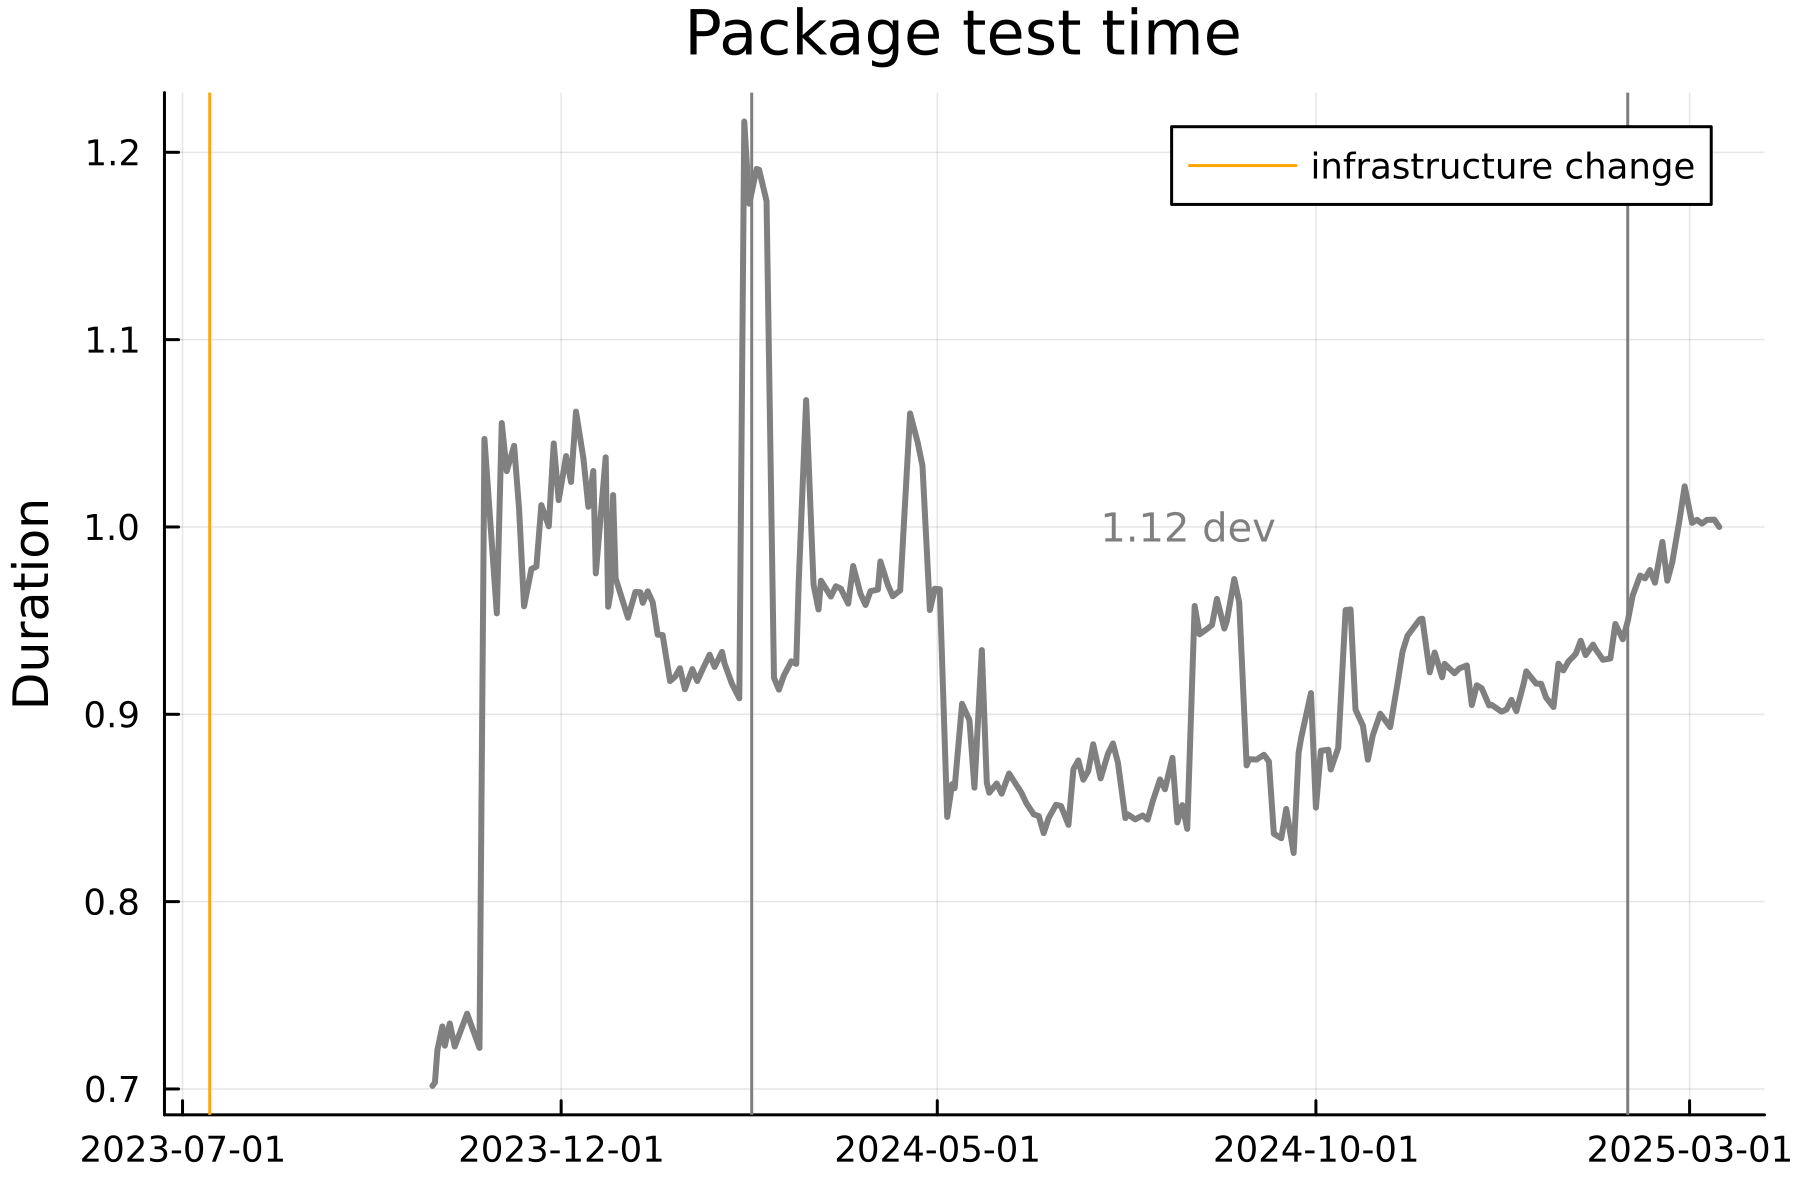 Package test time
infrastructure change
Duration
1.2
1.1
1.0
0.9
0.8
0.7
1.12 dev
2023-07-01
2023-12-01
2024-05-01
2024-10-01
2025-03-01